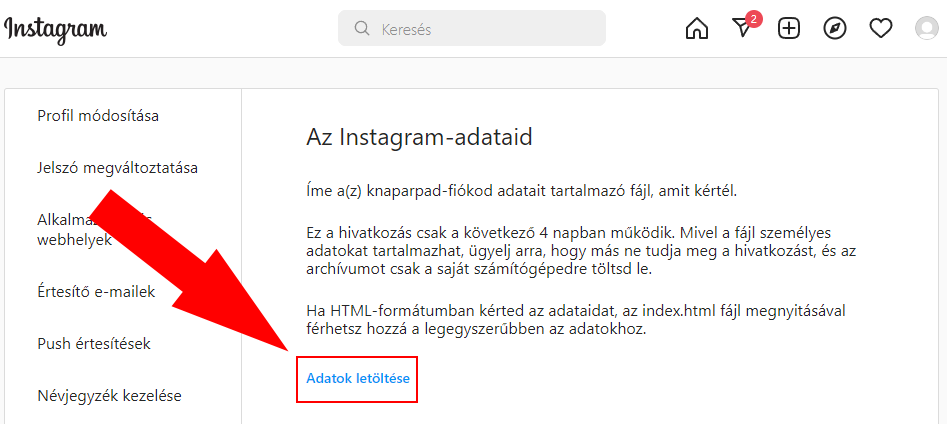 Instagram
Keresés
2
Profil módosítása
Jelszó megváltoztatása
webhelyek
Értesítő e-mailek
Push értesítések
Névjegyzék kezelése
Az Instagram-adataid
Íme a(z) knaparpad-fiókod adatait tartalmazó fájl, amit kértél.
Ez a hivatkozás csak a következő 4 napban működik. Mivel a fájl személyes
adatokat tartalmazhat, ügyelj arra, hogy más ne tudja meg a hivatkozást, és az
archívumot csak a saját számítógépedre töltsd le.
Ha HTML-formátumban kérted az adataidat, az index.html fájl megnyitásával
férhetsz hozzá a legegyszerűbben az adatokhoz.
Adatok letöltése